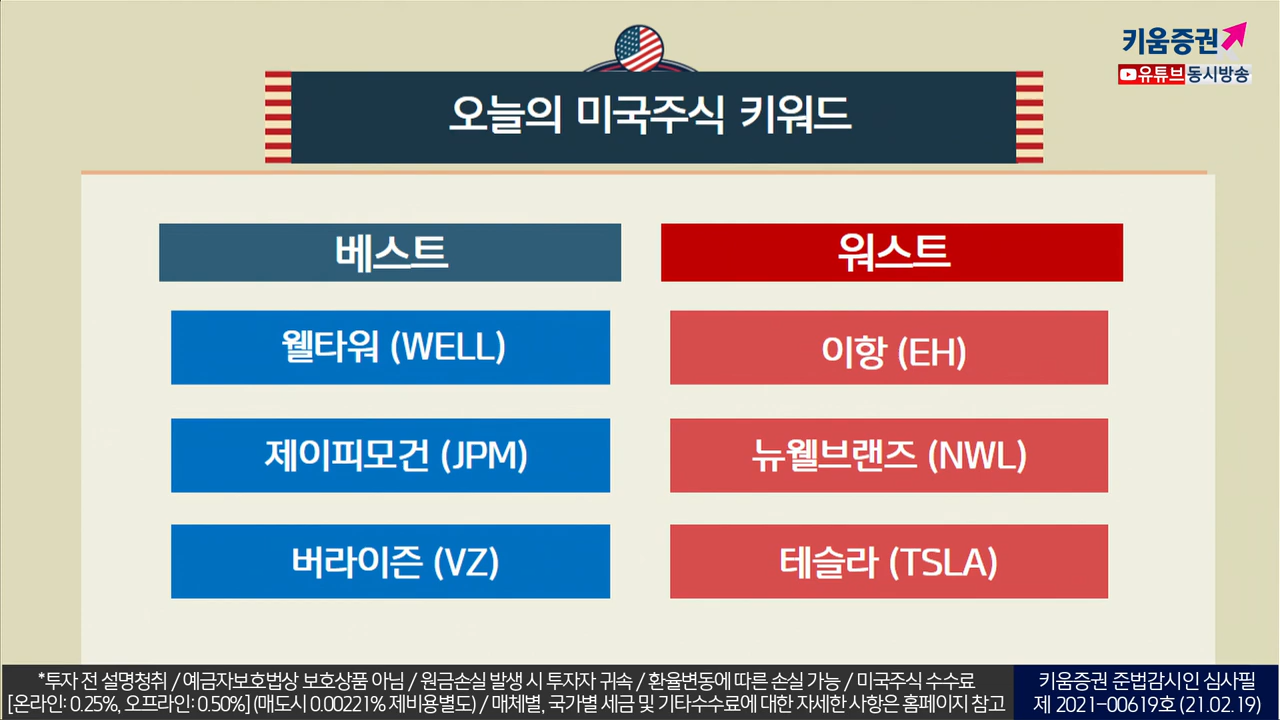 키움증권
유튜브 동시방송
오늘의 미국주식 키워드
베스트
워스트
웰타워 (WELL)
이항 (EH)
제이피모건 (JPM)
뉴웰브랜즈 (NWL)
버라이즌 (VZ)
테슬라 (TSLA)
*투자 전 설명청취 / 예금자보호법상 보호상품 아님 / 원금손실 발생 시 투자자 귀속 / 환율변동에 따른 손실 가능 / 미국주식 수수료
[온라인: 0.25%, 오프라인: 0.50%] (매도시 0.00221% 제비용별도) / 매체별, 국가별 세금 및 기타수수료에 대한 자세한 사항은 홈페이지 참고
키움증권 준법감시인 심사필
제 2021-00619호 (21.02.19)